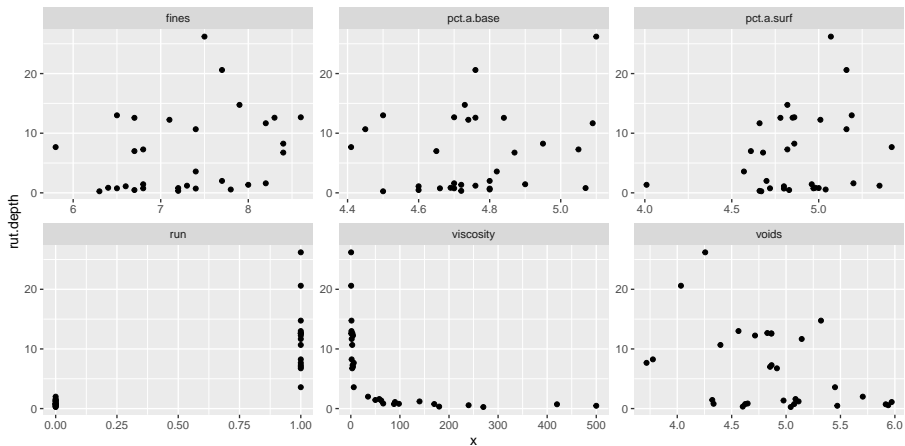 fines
pct.a.base
pct.a.surf
20
10
0
6 7 8
4.4 4.6 4.8 5.0
4.0 4.5 5.0
run
viscosity
voids
20
10
0
0.00 0.25 0.50 0.75 1.00
0 100 200 300 400 500
4.0 4.5 5.0 5.5 6.0
rut.depth
x